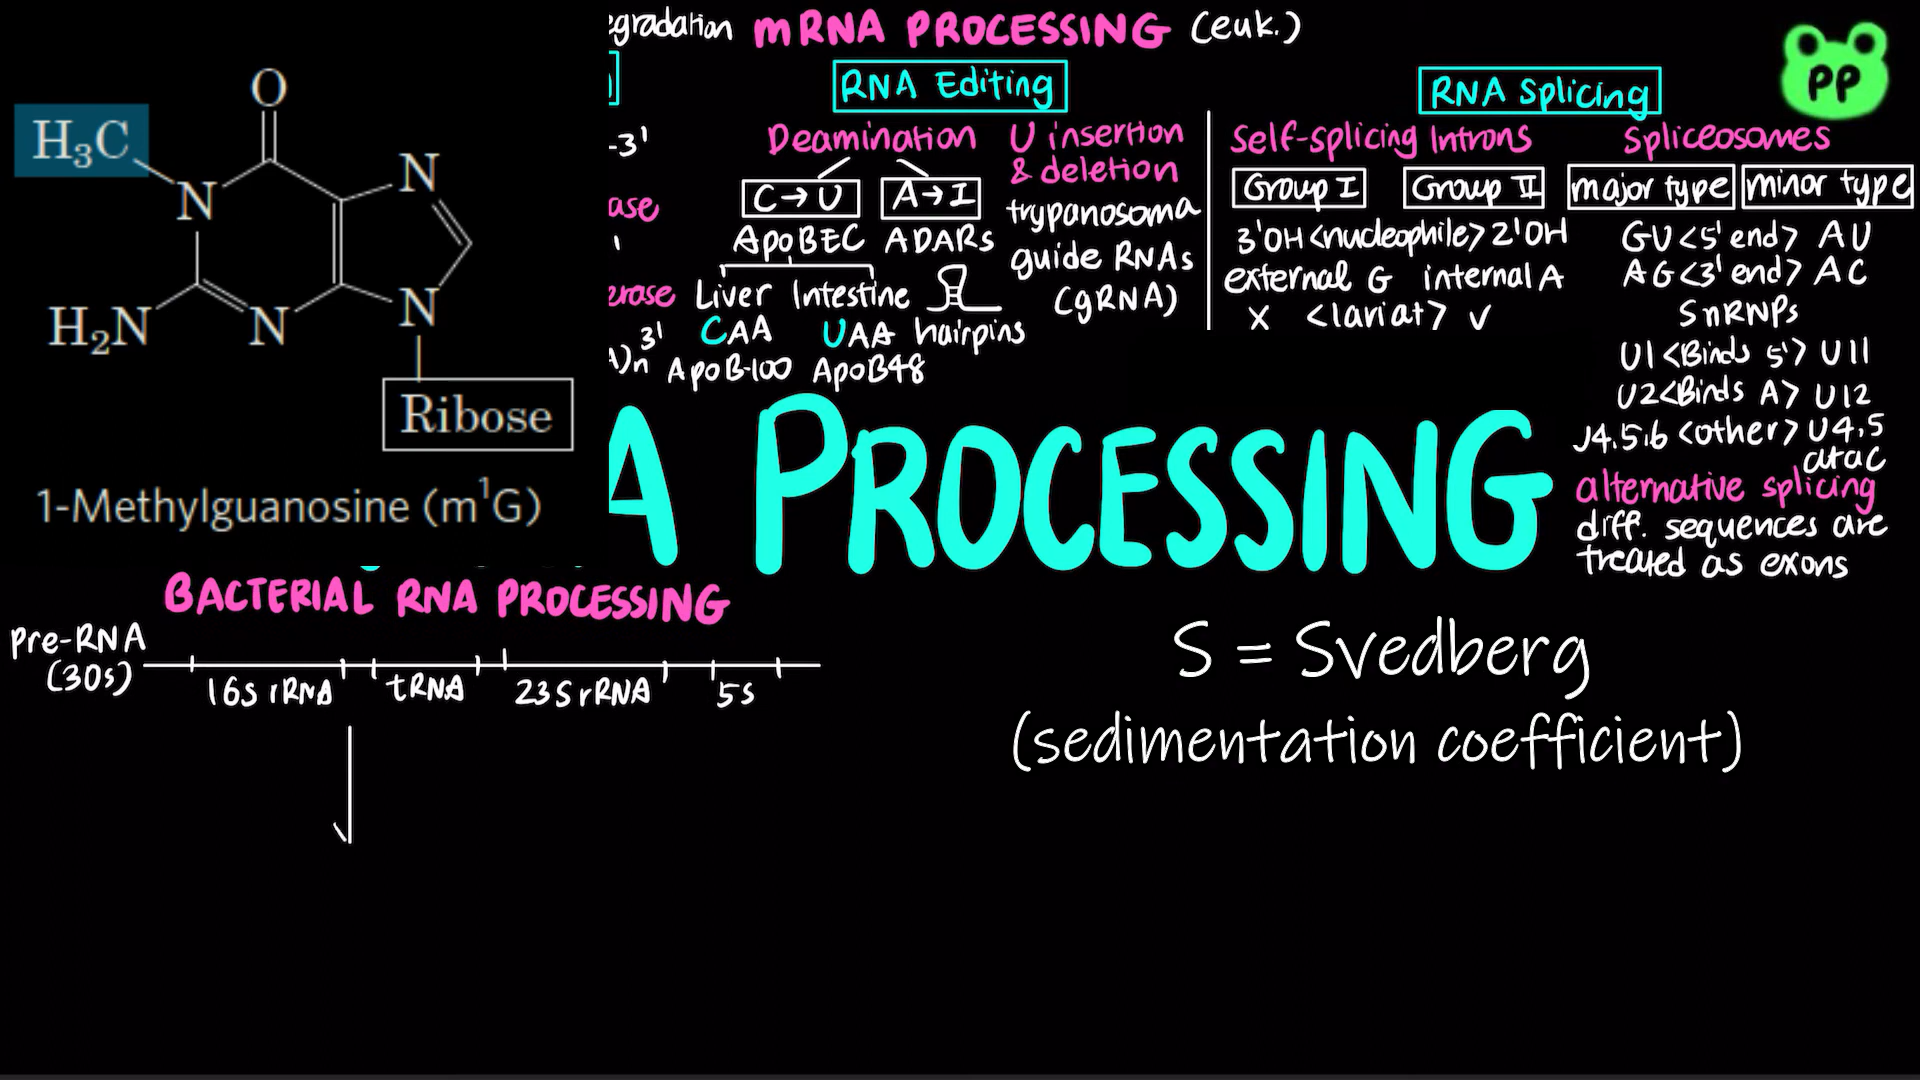 egradation mRNA PROCESSING (euk.)
PP
RNA Editing
RNA Splicing
O
H₃C
N
N
N
N
H₂N
Ribose
1-Methylguanosine (m¹G)
-3'
ase
erase
3'
)n
Deamination
C→U
A→I
ApoBEC
ADARs
Liver
Intestine
CAA
UAA
hairpins
ApoB-100
ApoB48
U insertion
& deletion
trypanosoma
guide RNAs
(gRNA)
Self-splicing Introns
Group I
Group II
3'OH <nucleophile> 2'OH
external G internal A
X <lariat> ✓
Spliceosomes
major type
minor type
GU <5' end> AU
AG <3' end> AC
SnRNPs
U1 <Binds 5'> U11
U2 <Binds A> U12
U4,5,6 <other> U4,5
atac
alternative splicing
diff. sequences are
treated as exons
A PROCESSING
BACTERIAL RNA PROCESSING
Pre-RNA
(30s)
16s rRNA
tRNA
23S rRNA
5s
S = Svedberg
(sedimentation coefficient)